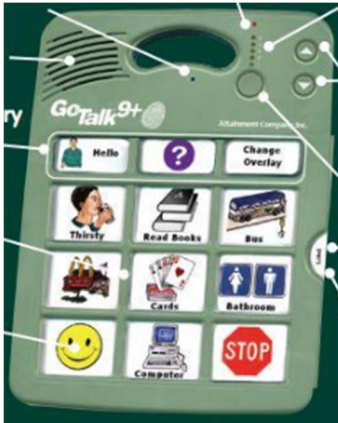 ry
GoTalk 9+
Attainment Company, Inc.
Hello
?
Change
Overlay
Thirsty
Read Books
Bus
Cards
Bathroom
Computer
STOP